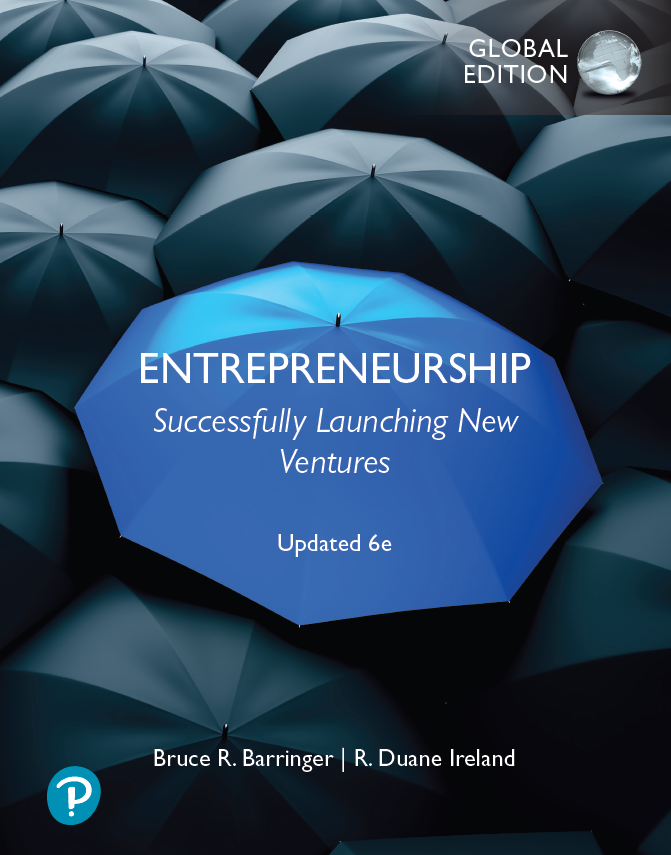 GLOBAL
EDITION
ENTREPRENEURSHIP
Successfully Launching New
Ventures
Updated 6e
Bruce R. Barringer | R. Duane Ireland
P